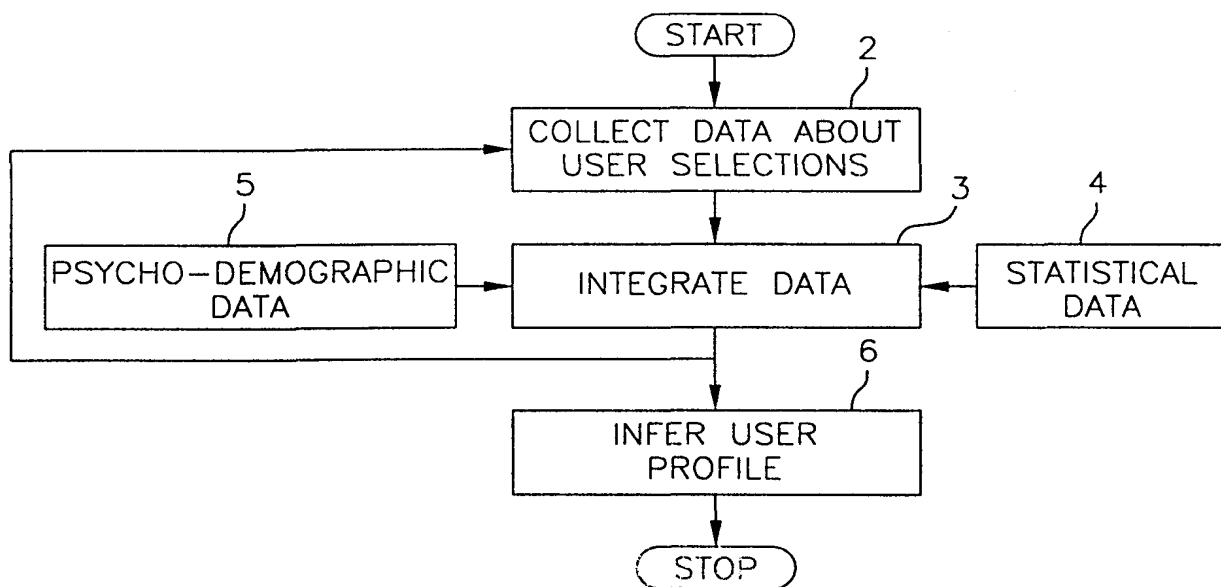 START
2
COLLECT DATA ABOUT
USER SELECTIONS
5
3
4
PSYCHO-DEMOGRAPHIC
DATA
INTEGRATE DATA
STATISTICAL
DATA
6
INFER USER
PROFILE
STOP